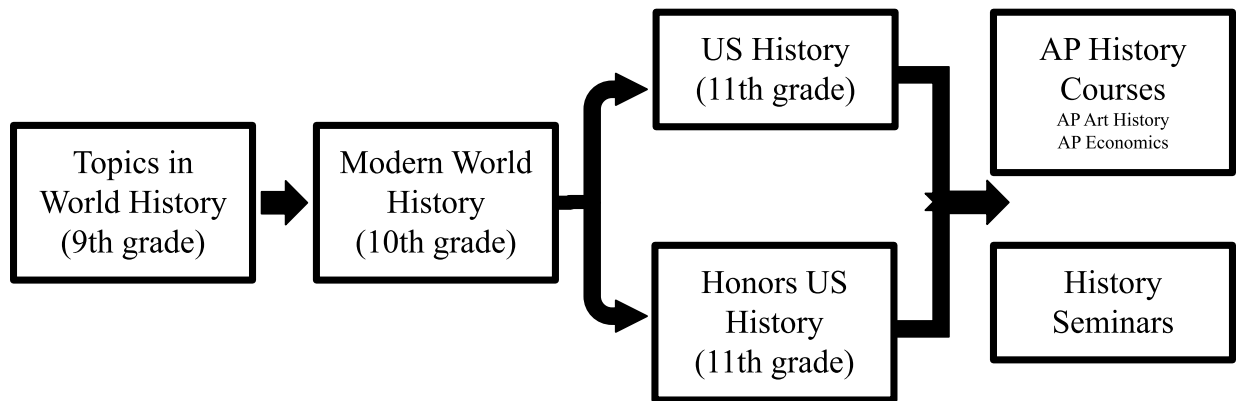 Topics in
World History
(9th grade)
Modern World
History
(10th grade)
US History
(11th grade)
Honors US
History
(11th grade)
AP History
Courses
AP Art History
AP Economics
History
Seminars